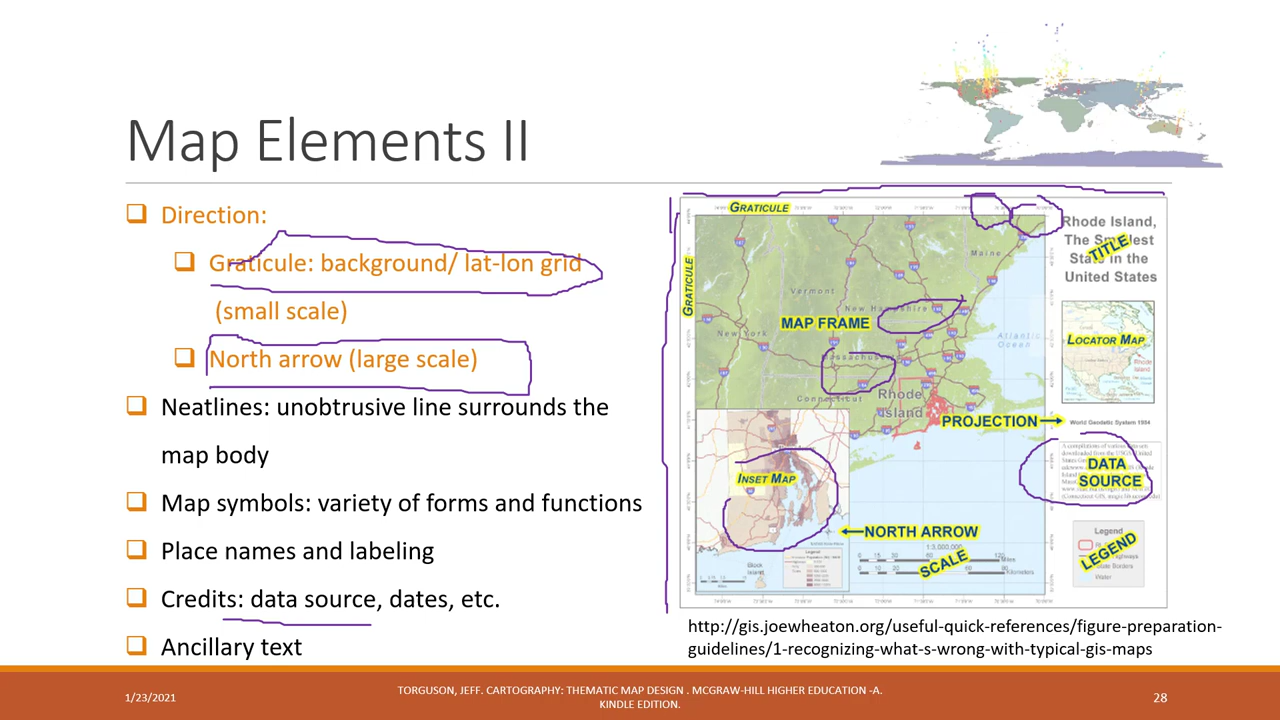 Map Elements II
❑ Direction:
❑ Graticule: background/ lat-lon grid
(small scale)
❑ North arrow (large scale)
❑ Neatlines: unobtrusive line surrounds the
map body
❑ Map symbols: variety of forms and functions
❑ Place names and labeling
❑ Credits: data source, dates, etc.
❑ Ancillary text
GRATICULE
GRATICULE
Rhode Island,
The Smallest
State in the
United States
TITLE
Maine
Vermont
New Hampshire
MAP FRAME
New York
Massachusetts
Connecticut
Rhode
Island
Atlantic
Ocean
LOCATOR MAP
Rhode
Island
PROJECTION
World Geodetic System 1984
DATA
SOURCE
INSET MAP
NORTH ARROW
Block
Island
Legend
1:3,000,000
SCALE
Miles
Kilometers
Legend
LEGEND
State Borders
Water
http://gis.joewheaton.org/useful-quick-references/figure-preparation-
guidelines/1-recognizing-what-s-wrong-with-typical-gis-maps
1/23/2021
TORGUSON, JEFF. CARTOGRAPHY: THEMATIC MAP DESIGN . MCGRAW-HILL HIGHER EDUCATION -A.
KINDLE EDITION.
28